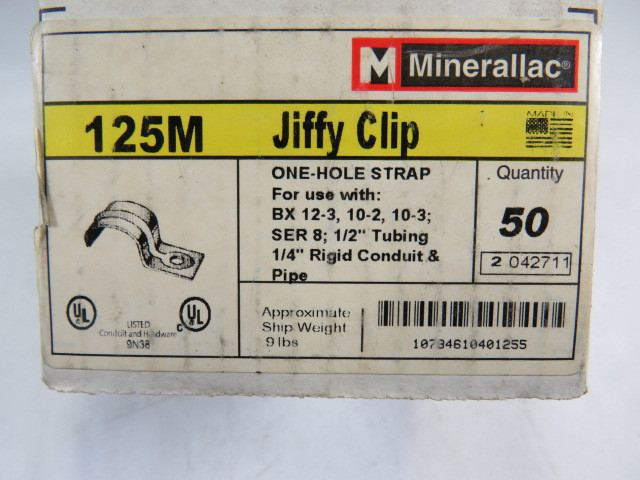 M Minerallac®
MADE IN
125M Jiffy Clip
ONE-HOLE STRAP
For use with:
BX 12-3, 10-2, 10-3;
SER 8; 1/2" Tubing
1/4" Rigid Conduit &
Pipe
Quantity
50
2 042711
UL
c UL
LISTED
Conduit and Hardware
9N38
Approximate
Ship Weight
9 lbs
10784610401255